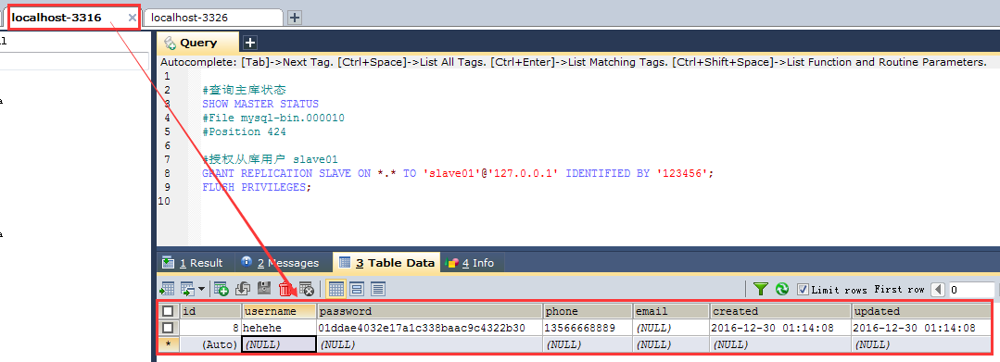 localhost-3316
localhost-3326
Query
Autocomplete: [Tab]->Next Tag. [Ctrl+Space]->List All Tags. [Ctrl+Enter]->List Matching Tags. [Ctrl+Shift+Space]->List Function and Routine Parameters.
1
2 #查询主库状态
3 SHOW MASTER STATUS
4 #File mysql-bin.000010
5 #Position 424
6
7 #授权从库用户 slave01
8 GRANT REPLICATION SLAVE ON *.* TO 'slave01'@'127.0.0.1' IDENTIFIED BY '123456';
9 FLUSH PRIVILEGES;
10
1 Result 2 Messages 3 Table Data 4 Info
Limit rows First row 0
id username password phone email created updated
8 hehehe 01ddae4032e17a1c338baac9c4322b30 13566668889 (NULL) 2016-12-30 01:14:08 2016-12-30 01:14:08
* (Auto) (NULL) (NULL) (NULL) (NULL) (NULL) (NULL)